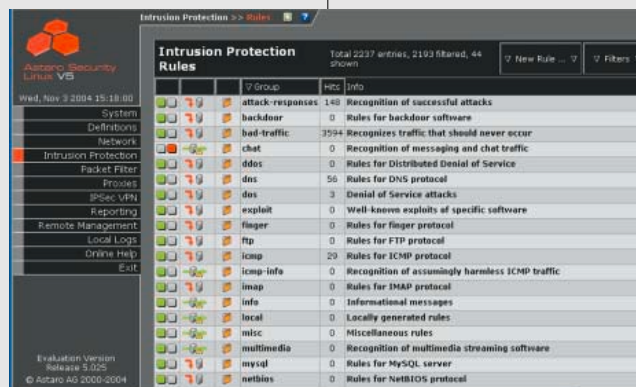 Intrusion Protection >> Rules ?
Astaro Security
Linux V5
Wed, Nov 3 2004 15:18:00
System
Definitions
Network
Intrusion Protection
Packet Filter
Proxies
IPSec VPN
Reporting
Remote Management
Local Logs
Online Help
Exit
Evaluation Version
Release 5.025
© Astaro AG 2000-2004
Intrusion Protection Rules
Total 2237 entries, 2193 filtered, 44 shown
New Rule ...
Filters
Group Hits Info
attack-responses 148 Recognition of successful attacks
backdoor 0 Rules for backdoor software
bad-traffic 3594 Recognizes traffic that should never occur
chat 0 Recognition of messaging and chat traffic
ddos 0 Rules for Distributed Denial of Service
dns 56 Rules for DNS protocol
dos 3 Denial of Service attacks
exploit 0 Well-known exploits of specific software
finger 0 Rules for finger protocol
ftp 0 Rules for FTP protocol
icmp 29 Rules for ICMP protocol
icmp-info 0 Recognition of assumingly harmless ICMP traffic
imap 0 Rules for IMAP protocol
info 0 Informational messages
local 0 Locally generated rules
misc 0 Miscellaneous rules
multimedia 0 Recognition of multimedia streaming software
mysql 0 Rules for MySQL server
netbios 0 Rules for NetBIOS protocol